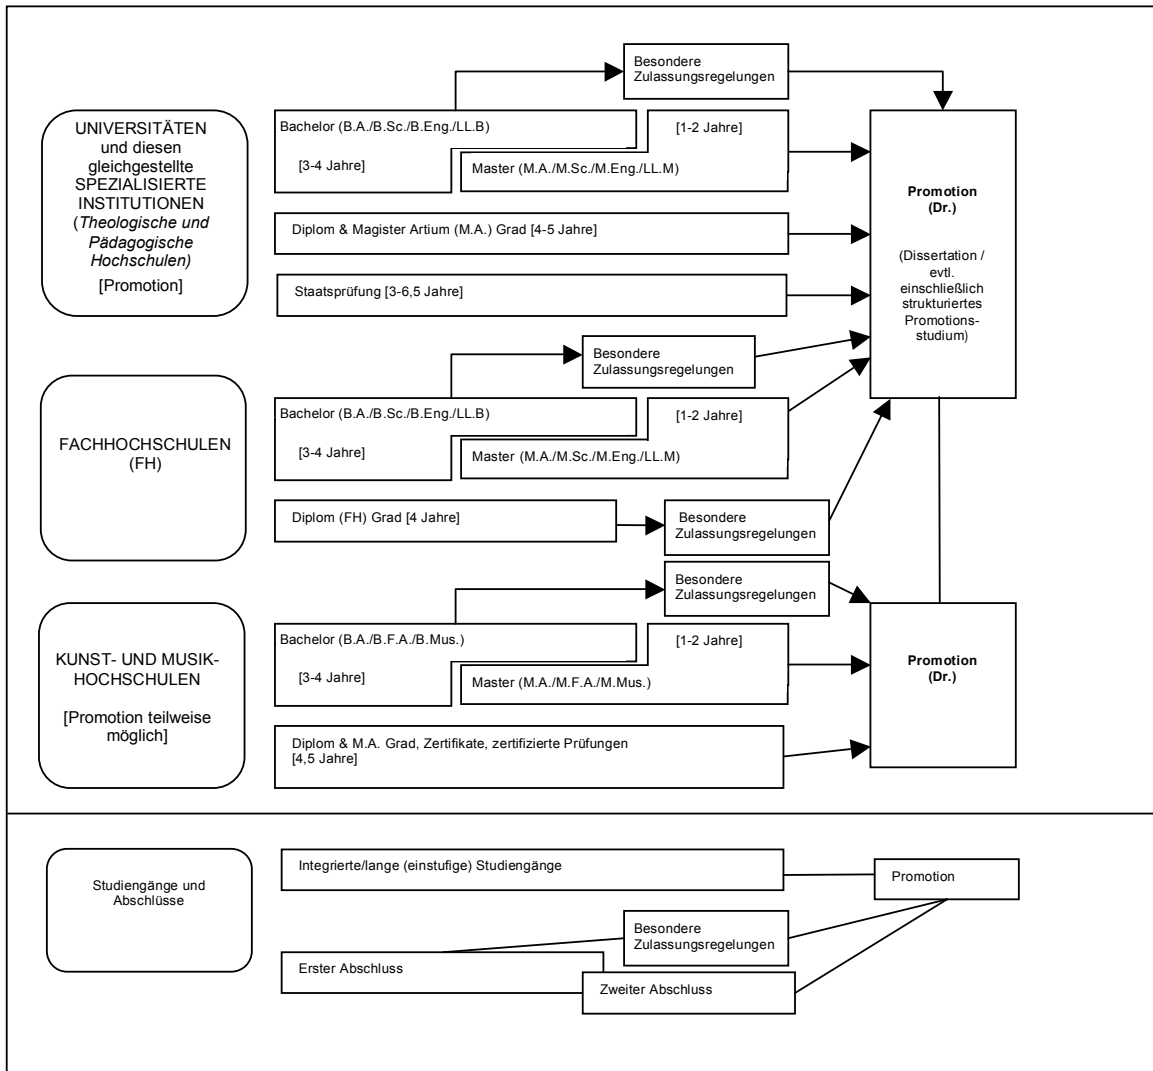 Besondere
Zulassungsregelungen
UNIVERSITÄTEN
und diesen
gleichgestellte
SPEZIALISIERTE
INSTITUTIONEN
(Theologische und
Pädagogische
Hochschulen)
[Promotion]
Bachelor (B.A./B.Sc./B.Eng./LL.B)
[3-4 Jahre]
[1-2 Jahre]
Master (M.A./M.Sc./M.Eng./LL.M)
Diplom & Magister Artium (M.A.) Grad [4-5 Jahre]
Staatsprüfung [3-6,5 Jahre]
Promotion
(Dr.)
(Dissertation /
evtl.
einschließlich
strukturiertes
Promotions-
studium)
Besondere
Zulassungsregelungen
FACHHOCHSCHULEN
(FH)
Bachelor (B.A./B.Sc./B.Eng./LL.B)
[3-4 Jahre]
[1-2 Jahre]
Master (M.A./M.Sc./M.Eng./LL.M)
Diplom (FH) Grad [4 Jahre]
Besondere
Zulassungsregelungen
Besondere
Zulassungsregelungen
KUNST- UND MUSIK-
HOCHSCHULEN
[Promotion teilweise
möglich]
Bachelor (B.A./B.F.A./B.Mus.)
[3-4 Jahre]
[1-2 Jahre]
Master (M.A./M.F.A./M.Mus.)
Diplom & M.A. Grad, Zertifikate, zertifizierte Prüfungen
[4,5 Jahre]
Promotion
(Dr.)
Studiengänge und
Abschlüsse
Integrierte/lange (einstufige) Studiengänge
Promotion
Besondere
Zulassungsregelungen
Erster Abschluss
Zweiter Abschluss